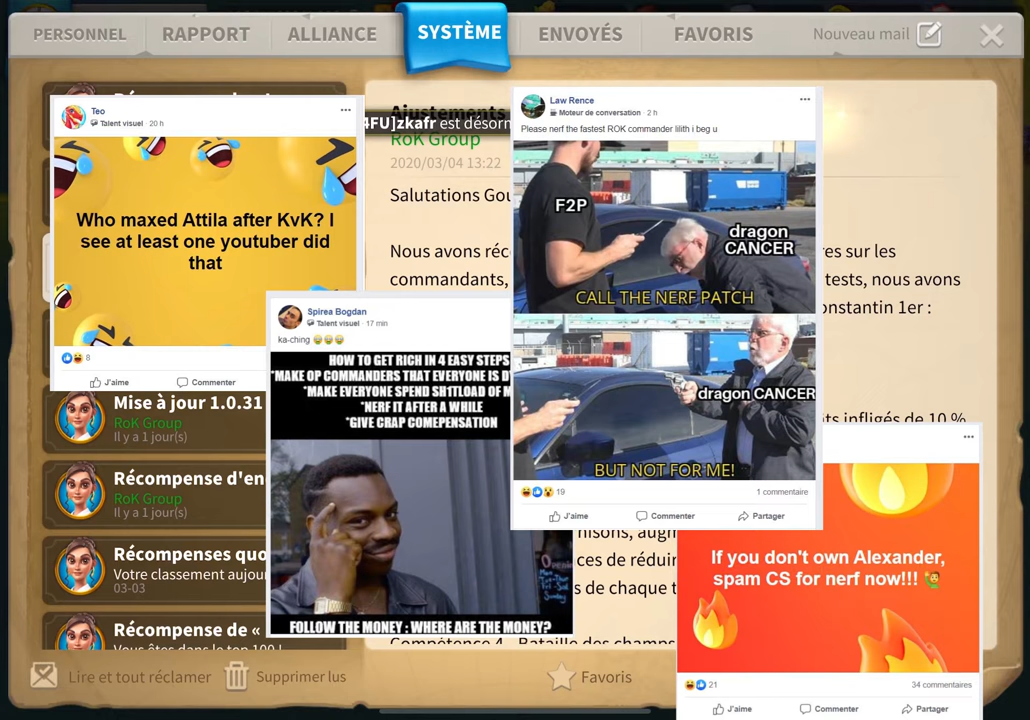 PERSONNEL
RAPPORT
ALLIANCE
SYSTÈME
ENVOYÉS
FAVORIS
Nouveau mail
Teo
Talent visuel · 20 h
Who maxed Attila after KvK? I
see at least one youtuber did
that
8
J'aime
Commenter
Mise à jour 1.0.31
RoK Group
Il y a 1 jour(s)
Récompense d'en
RoK Group
Il y a 1 jour(s)
Récompenses quo
Votre classement aujour
03-03
Récompense de «
Vous êtes dans le top 100 !
Ajustements
4FU]zkafr est désorm
RoK Group
2020/03/04 13:22
Salutations Gou
Nous avons réc
res sur les
commandants,
tests, nous avons
onstantin 1er :
ts infligés de 10 %
nisons, augm
ces de réduir
s de chaque t
Compétence 4 Bataille des champs
Spirea Bogdan
Talent visuel · 17 min
ka-ching
HOW TO GET RICH IN 4 EASY STEPS
*MAKE OP COMMANDERS THAT EVERYONE IS D
*MAKE EVERYONE SPEND SH1TLOAD OF M
*NERF IT AFTER A WHILE
*GIVE CRAP COMEPENSATION
FOLLOW THE MONEY : WHERE ARE THE MONEY?
Law Rence
Moteur de conversation · 2 h
Please nerf the fastest ROK commander lilith i beg u
F2P
dragon
CANCER
CALL THE NERF PATCH
dragon CANCER
BUT NOT FOR ME!
19
1 commentaire
J'aime
Commenter
Partager
If you don't own Alexander,
spam CS for nerf now!!!
21
34 commentaires
J'aime
Commenter
Partager
Lire et tout réclamer
Supprimer lus
Favoris